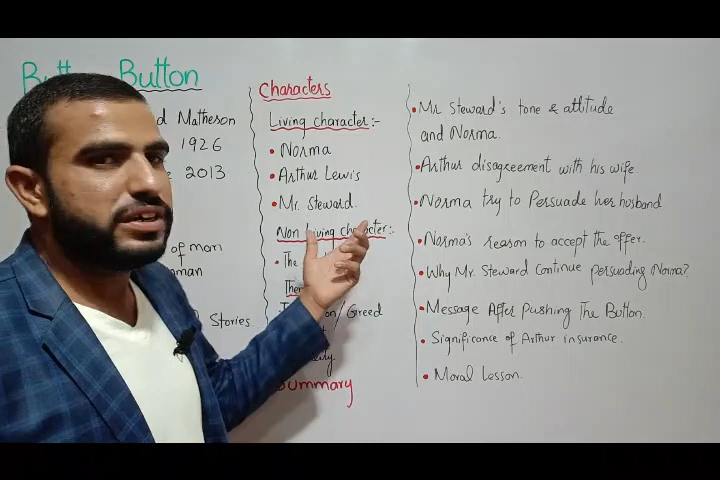 Button
d Matheson
1926
2013
of man
man
Stories
Characters
Living character:-
• Norma
• Arthur Lewis
• Mr. Steward.
Non Living character:-
• The
/Greed
Summary
• Mr Steward's tone & attitude
and Norma.
• Arthur disagreement with his wife.
• Norma try to Persuade her husband
• Norma's reason to accept the offer.
• Why Mr. Steward Continue persuading Norma?
• Message After Pushing The Button.
• Significance of Arthur insurance.
• Moral Lesson.